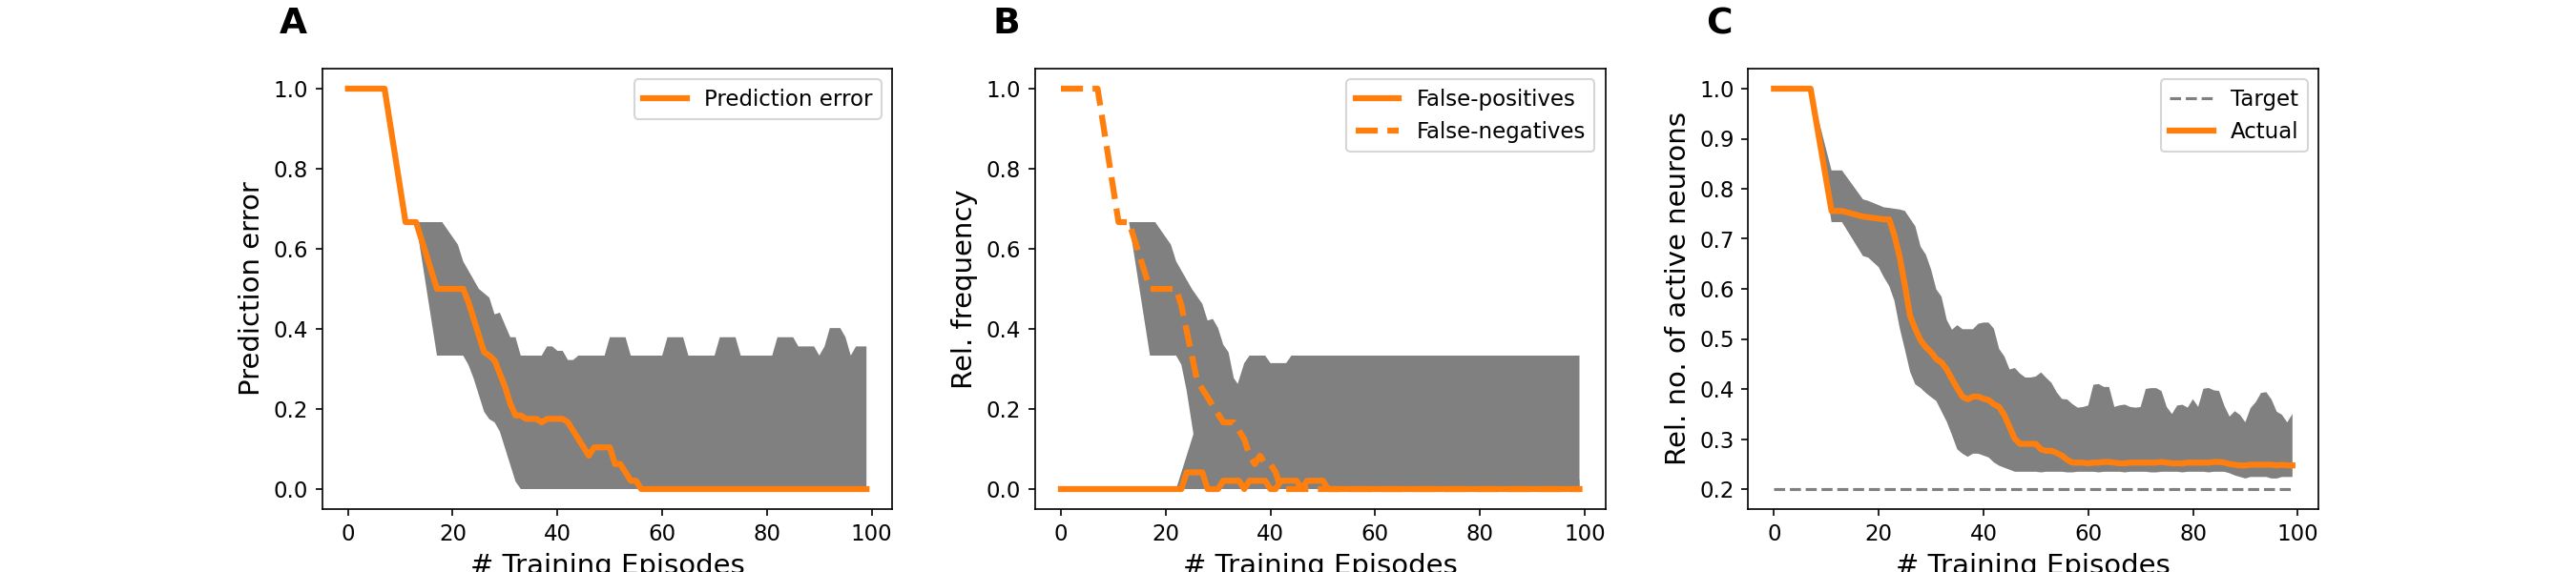 A
Prediction error
1.0
0.8
0.6
0.4
0.2
0.0
Prediction error
0
20
40
60
80
100
# Training Episodes
B
False-positives
False-negatives
1.0
0.8
0.6
0.4
0.2
0.0
Rel. frequency
0
20
40
60
80
100
# Training Episodes
C
Target
Actual
1.0
0.9
0.8
0.7
0.6
0.5
0.4
0.3
0.2
Rel. no. of active neurons
0
20
40
60
80
100
# Training Episodes